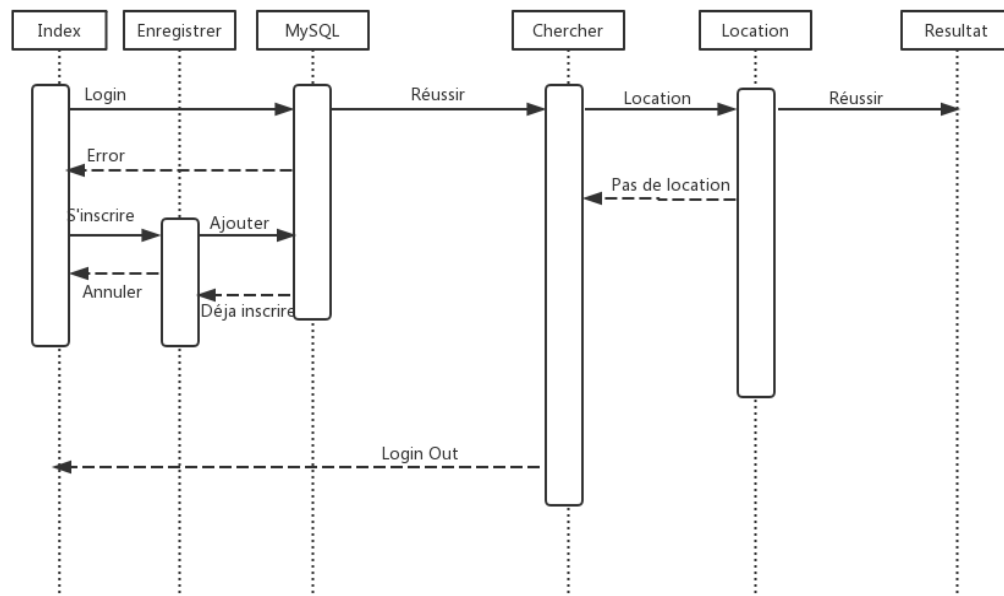 Index
Enregistrer
MySQL
Chercher
Location
Resultat
Login
Réussir
Location
Réussir
Error
Pas de location
S'inscrire
Ajouter
Annuler
Déja inscrire
Login Out